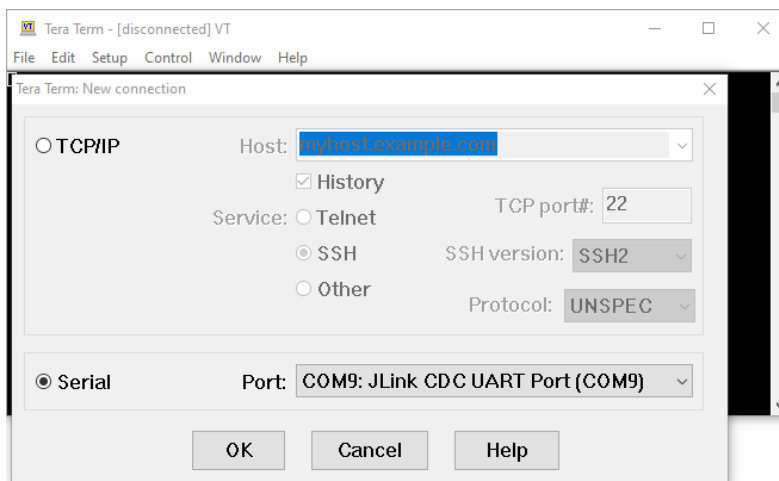 Tera Term - [disconnected] VT
File Edit Setup Control Window Help
Tera Term: New connection
TCP/IP Host: myhost.example.com
History
Service: Telnet TCP port#: 22
SSH SSH version: SSH2
Other Protocol: UNSPEC
Serial Port: COM9: JLink CDC UART Port (COM9)
OK Cancel Help